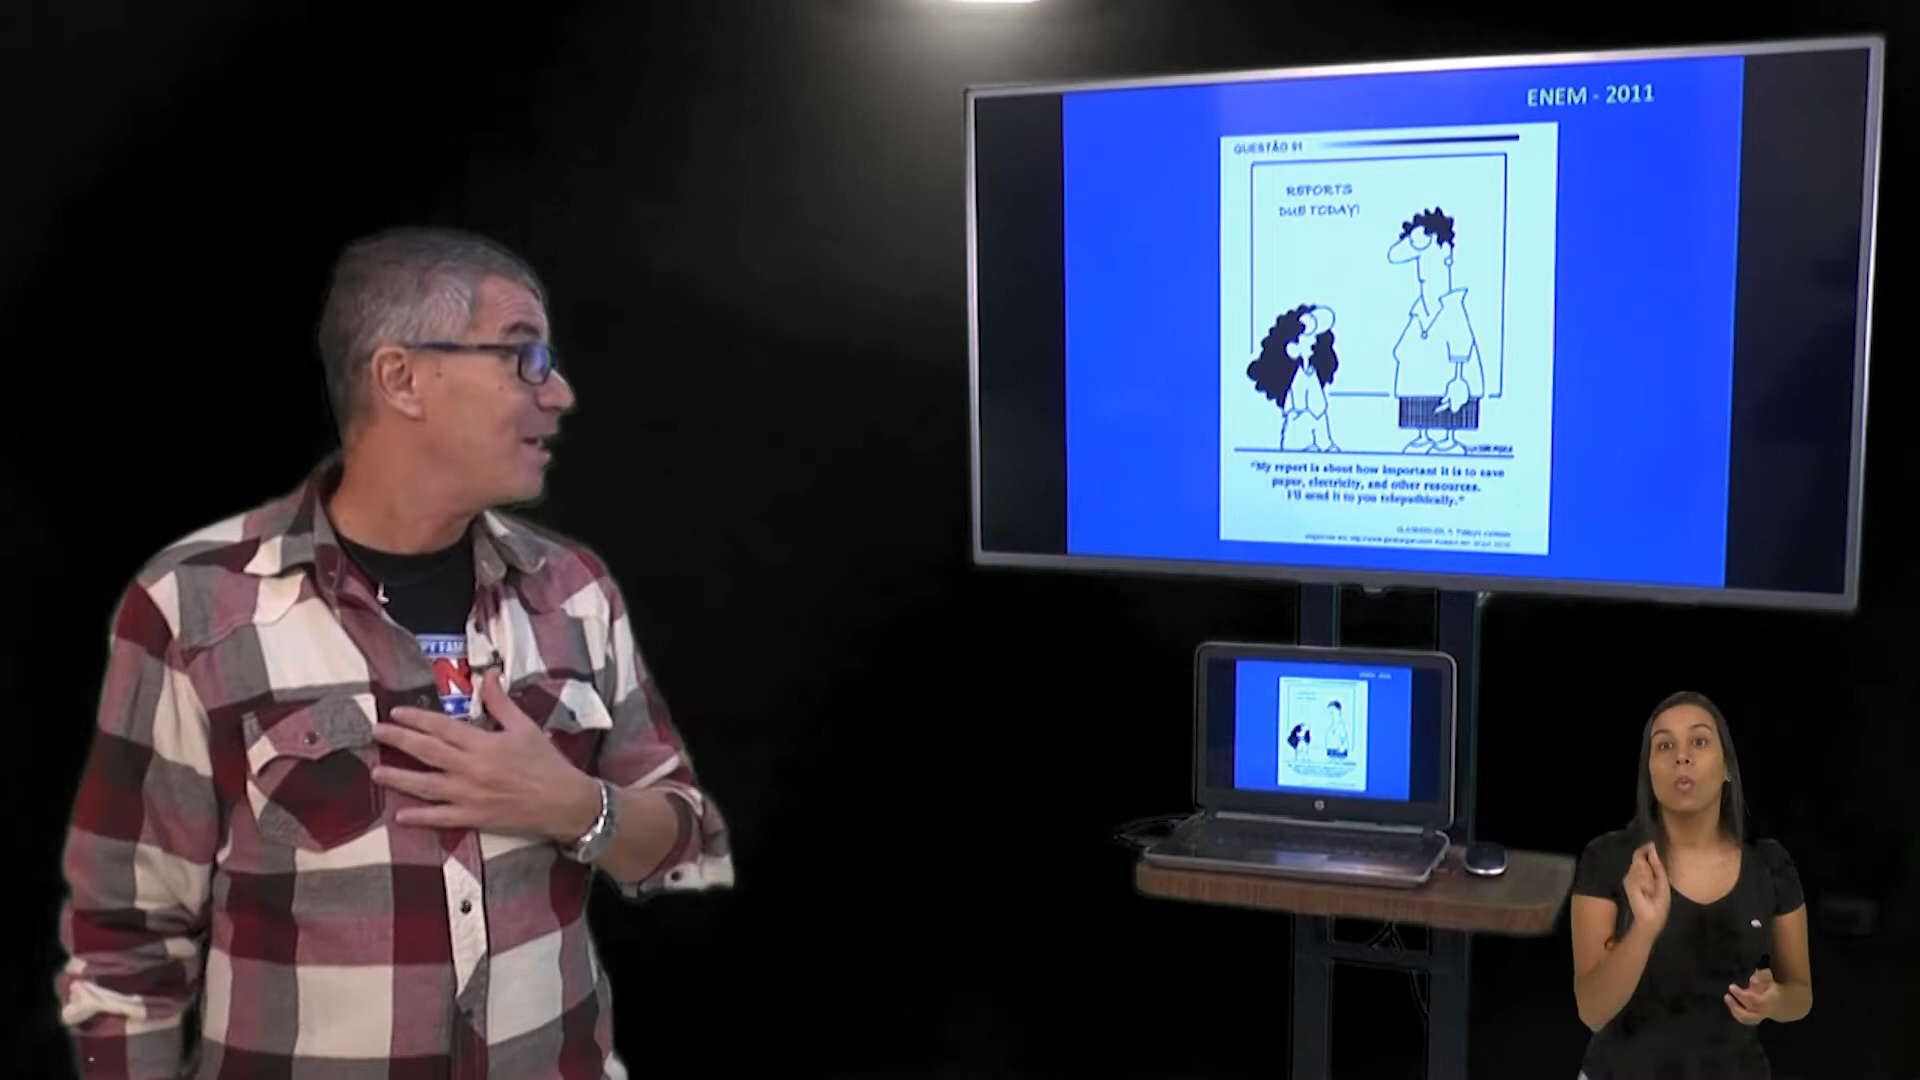 ENEM - 2011
QUESTÃO 91
REPORTS
DUE TODAY!
"My report is about how important it is to save
paper, electricity, and other resources.
I'll send it to you telepathically."